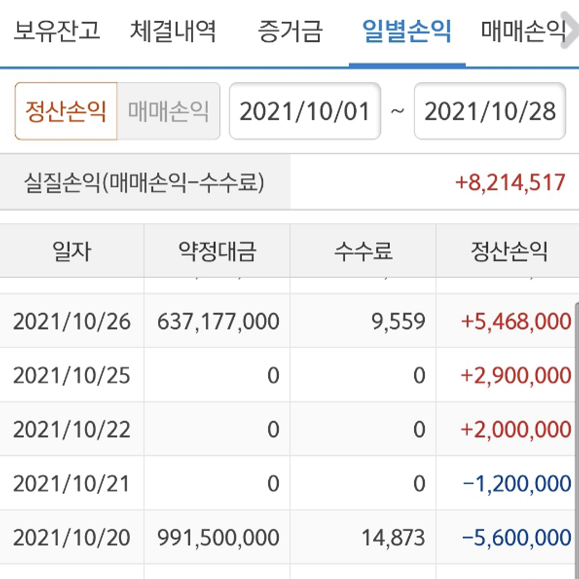 보유잔고 체결내역 증거금 일별손익 매매손익
정산손익 매매손익 2021/10/01 ~ 2021/10/28
실질손익(매매손익-수수료) +8,214,517
일자 약정대금 수수료 정산손익
2021/10/26 637,177,000 9,559 +5,468,000
2021/10/25 0 0 +2,900,000
2021/10/22 0 0 +2,000,000
2021/10/21 0 0 -1,200,000
2021/10/20 991,500,000 14,873 -5,600,000